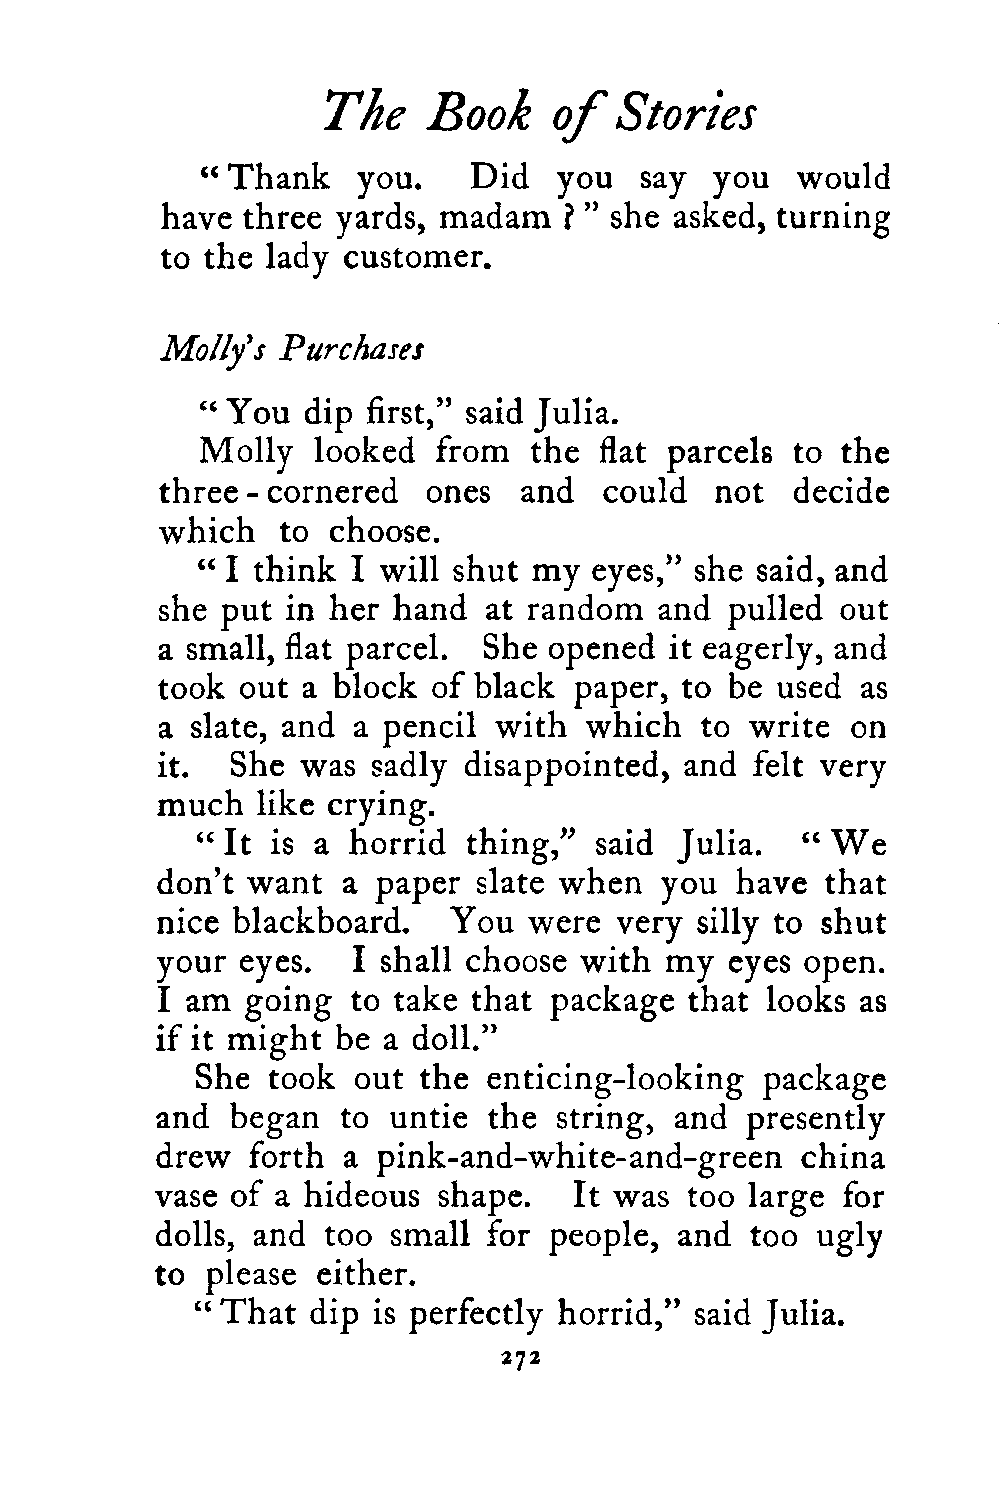 The Book of Stories
“Thank you. Did you say you would
have three yards, madam ?” she asked, turning
to the lady customer.
Molly's Purchases
“You dip first,” said Julia.
Molly looked from the flat parcels to the
three-cornered ones and could not decide
which to choose.
“I think I will shut my eyes,” she said, and
she put in her hand at random and pulled out
a small, flat parcel. She opened it eagerly, and
took out a block of black paper, to be used as
a slate, and a pencil with which to write on
it. She was sadly disappointed, and felt very
much like crying.
“It is a horrid thing,” said Julia. “We
don't want a paper slate when you have that
nice blackboard. You were very silly to shut
your eyes. I shall choose with my eyes open.
I am going to take that package that looks as
if it might be a doll.”
She took out the enticing-looking package
and began to untie the string, and presently
drew forth a pink-and-white-and-green china
vase of a hideous shape. It was too large for
dolls, and too small for people, and too ugly
to please either.
“That dip is perfectly horrid,” said Julia.
272